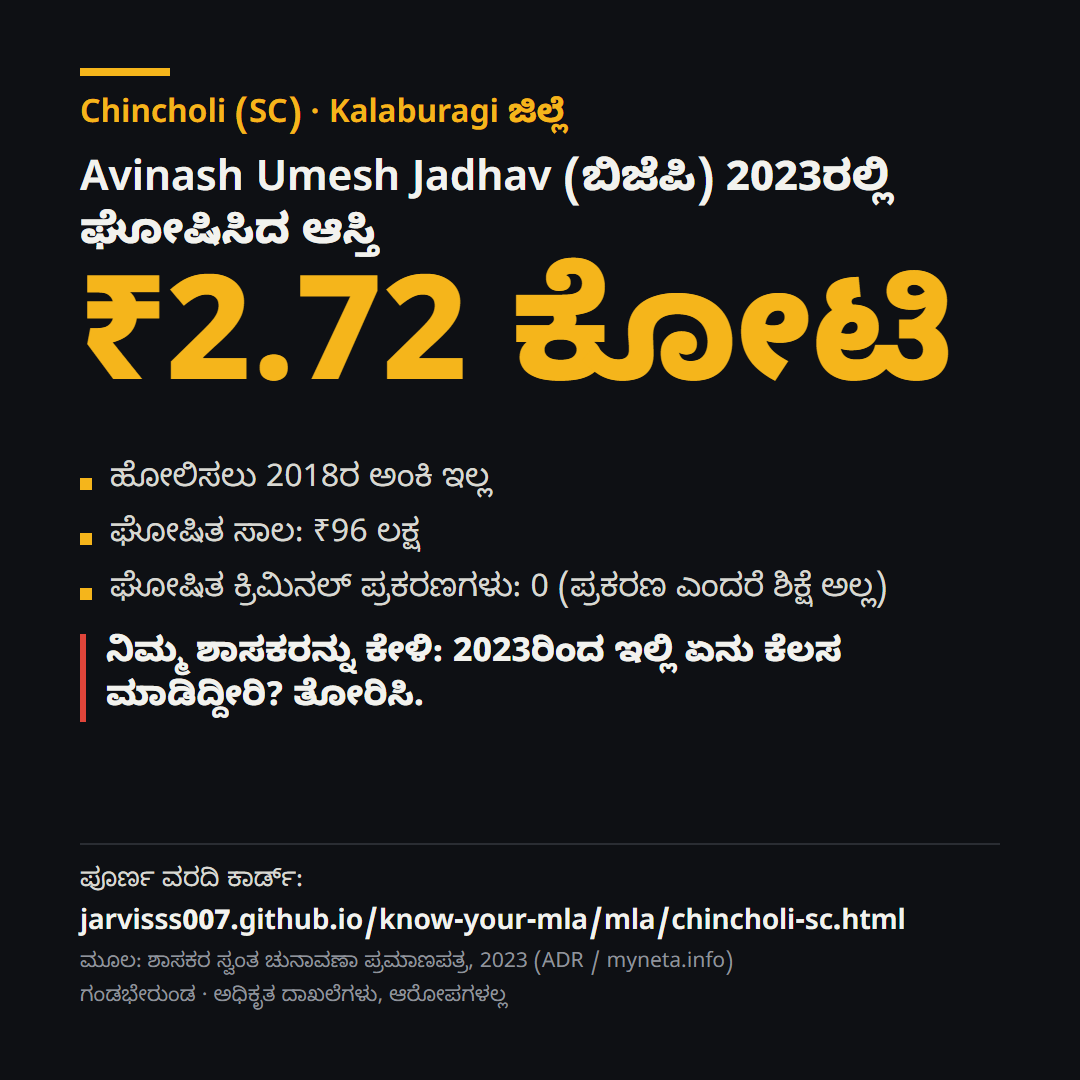 Chincholi (SC) · Kalaburagi ಜಿಲ್ಲೆ
Avinash Umesh Jadhav (ಬಿಜೆಪಿ) 2023ರಲ್ಲಿ
ಘೋಷಿಸಿದ ಆಸ್ತಿ
₹2.72 ಕೋಟಿ
ಹೋಲಿಸಲು 2018ರ ಅಂಕಿ ಇಲ್ಲ
ಘೋಷಿತ ಸಾಲ: ₹96 ಲಕ್ಷ
ಘೋಷಿತ ಕ್ರಿಮಿನಲ್ ಪ್ರಕರಣಗಳು: 0 (ಪ್ರಕರಣ ಎಂದರೆ ಶಿಕ್ಷೆ ಅಲ್ಲ)
ನಿಮ್ಮ ಶಾಸಕರನ್ನು ಕೇಳಿ: 2023ರಿಂದ ಇಲ್ಲಿ ಏನು ಕೆಲಸ
ಮಾಡಿದ್ದೀರಿ? ತೋರಿಸಿ.
ಪೂರ್ಣ ವರದಿ ಕಾರ್ಡ್:
jarvisss007.github.io/know-your-mla/mla/chincholi-sc.html
ಮೂಲ: ಶಾಸಕರ ಸ್ವಂತ ಚುನಾವಣಾ ಪ್ರಮಾಣಪತ್ರ, 2023 (ADR / myneta.info)
ಗಂಡಭೇರುಂಡ · ಅಧಿಕೃತ ದಾಖಲೆಗಳು, ಆರೋಪಗಳಲ್ಲ